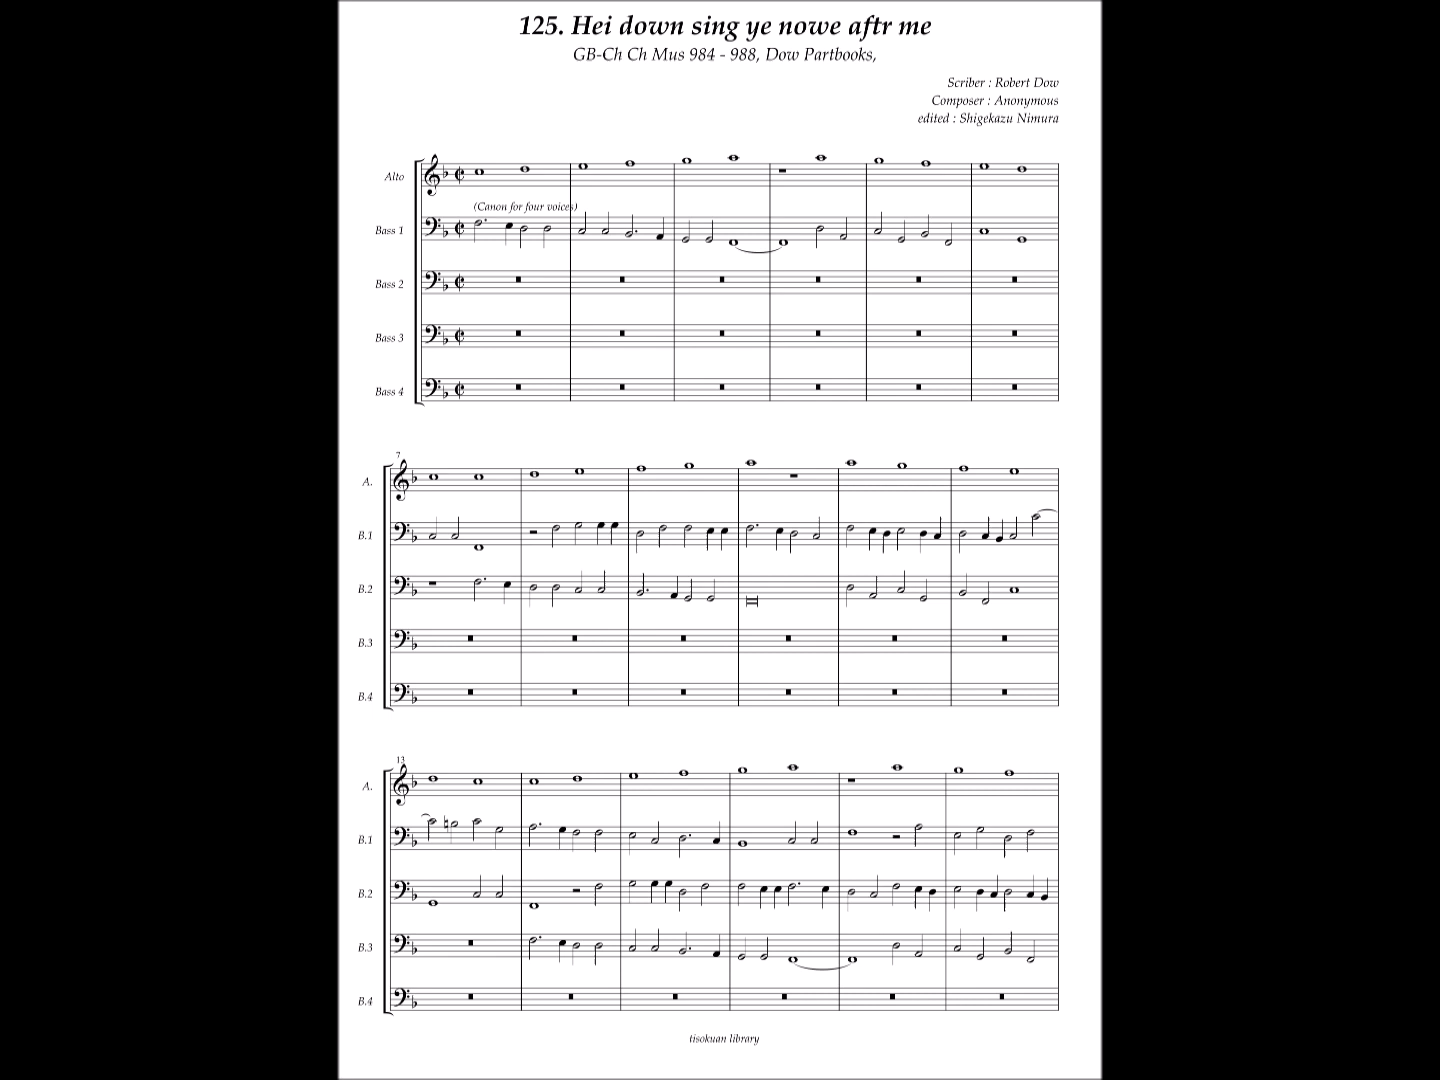 125. Hei down sing ye nowe aftr me
GB-Ch Ch Mus 984 - 988, Dow Partbooks,
Scriber : Robert Dow
Composer : Anonymous
edited : Shigekazu Nimura
Alto
(Canon for four voices)
Bass 1
Bass 2
Bass 3
Bass 4
7
A.
B.1
B.2
B.3
B.4
13
A.
B.1
B.2
B.3
B.4
tisokuan library